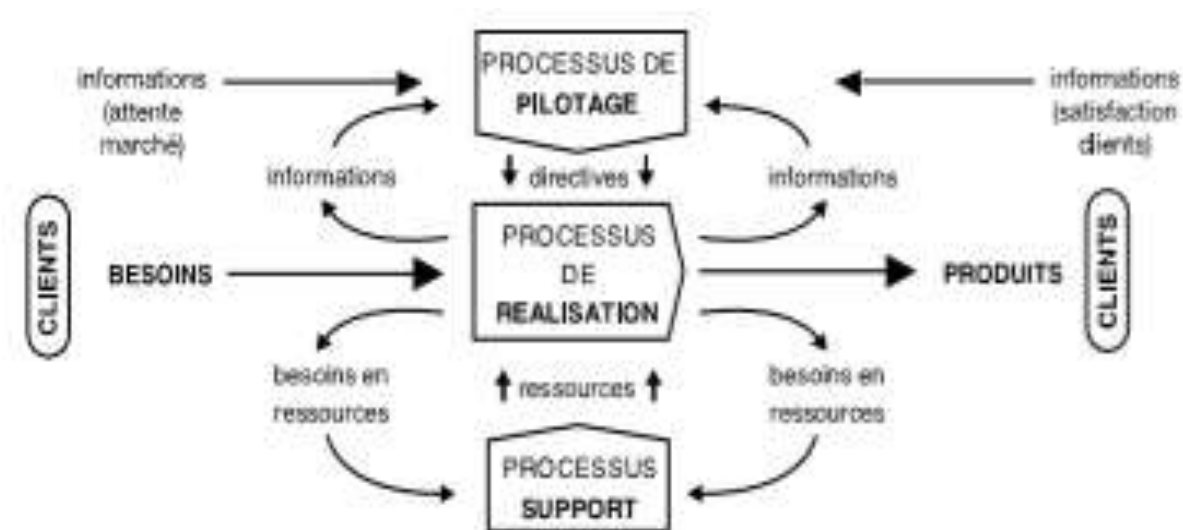 PROCESSUS DE
PILOTAGE
informations
(attente
marché)
informations
(satisfaction
clients)
informations
directives
informations
CLIENTS
BESOINS
PROCESSUS
DE
REALISATION
PRODUITS
CLIENTS
besoins en
ressources
ressources
besoins en
ressources
PROCESSUS
SUPPORT